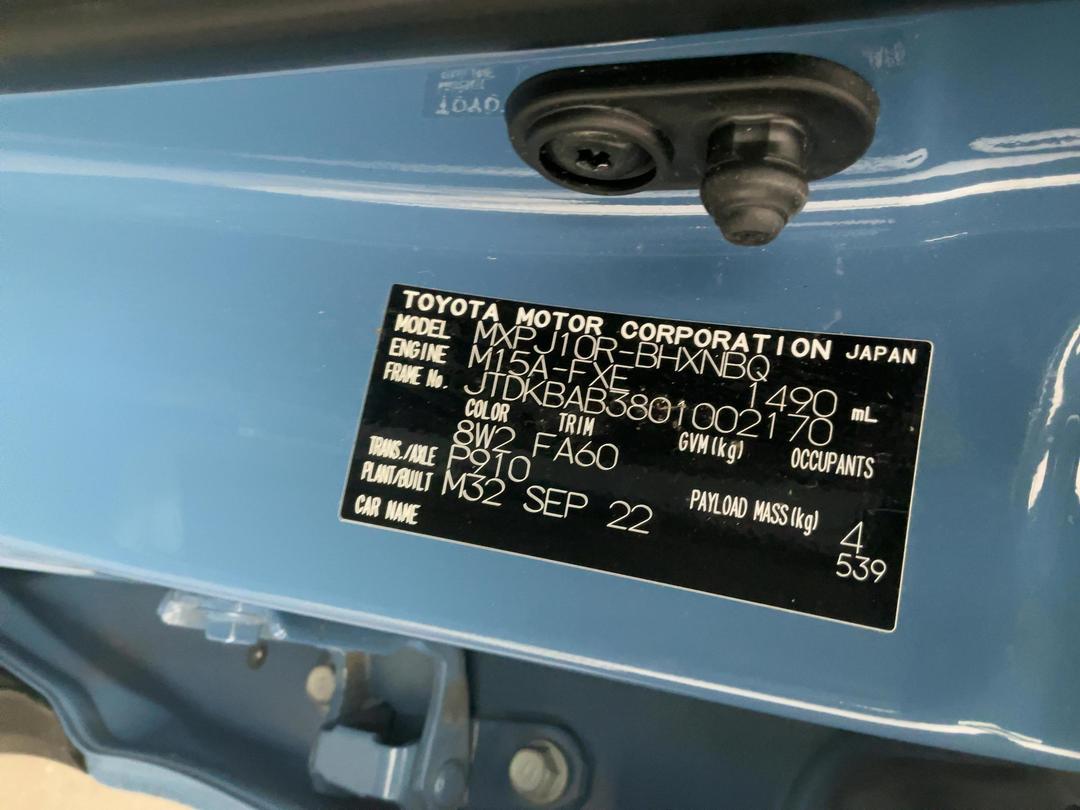 1010
TOYOTA MOTOR CORPORATION JAPAN
MODEL MXPJ10R-BHXNBQ
ENGINE M15A-FXE 1490 mL
FRAME No. JTDKBAB3801002170
COLOR TRIM GVM(kg) OCCUPANTS
8W2 FA60
TRANS./AXLE P910
PLANT/BUILT M32 SEP 22 PAYLOAD MASS(kg) 4
CAR NAME 539